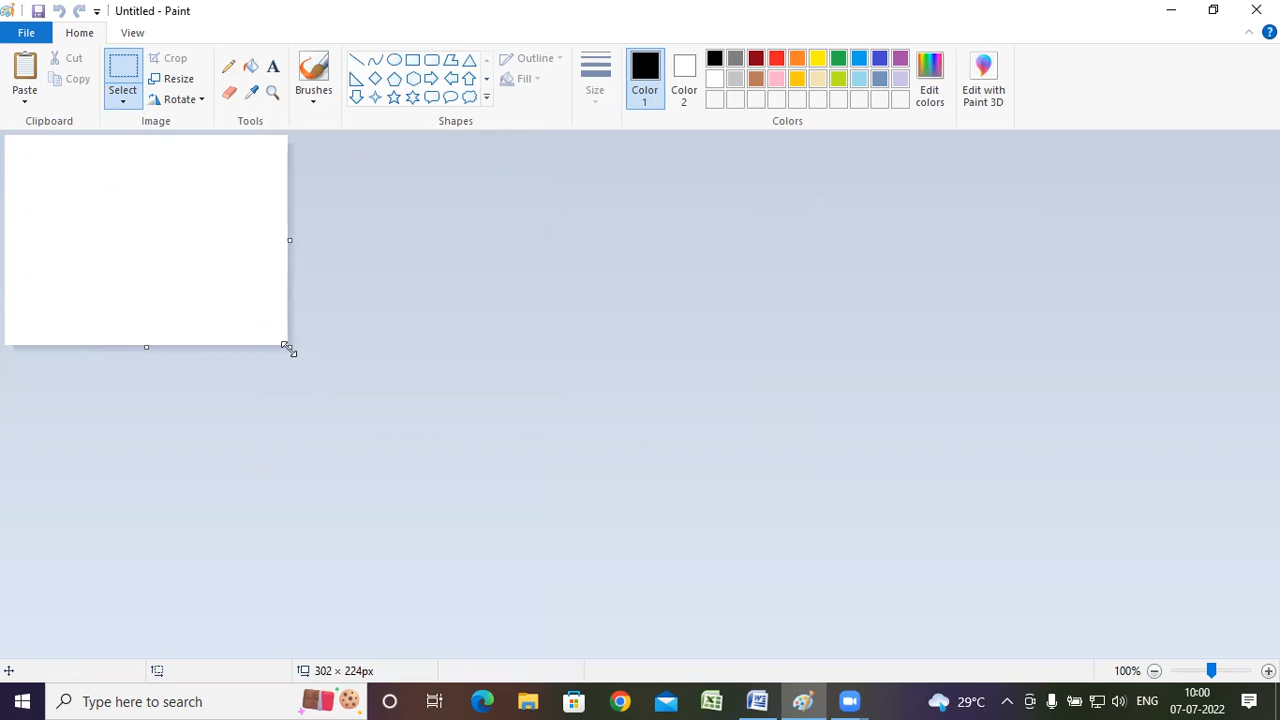 Untitled - Paint
File
Home
View
Paste
Cut
Copy
Clipboard
Select
Crop
Resize
Rotate
Image
A
Tools
Brushes
Outline
Fill
Shapes
Size
Color
1
Color
2
Edit
colors
Colors
Edit with
Paint 3D
302 × 224px
100%
Type here to search
29°C
ENG
10:00
07-07-2022